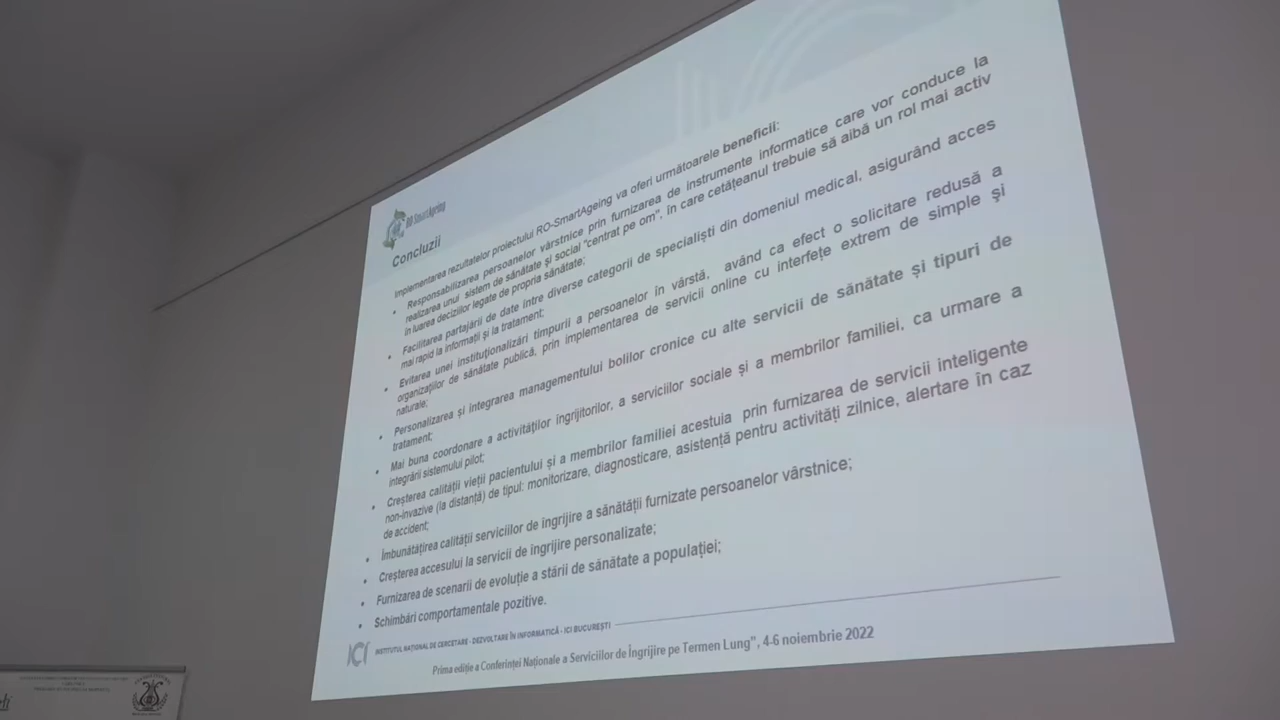 RO SmartAgeing
Concluzii
Implementarea rezultatelor proiectului RO-SmartAgeing va oferi următoarele beneficii:
• Responsabilizarea persoanelor vârstnice prin furnizarea de instrumente informatice care vor conduce la
realizarea unui sistem de sănătate și social "centrat pe om", în care cetățeanul trebuie să aibă un rol mai activ
în luarea deciziilor legate de propria sănătate;
• Facilitarea partajării de date între diverse categorii de specialiști din domeniul medical, asigurând acces
mai rapid la informații și la tratament;
• Evitarea unei instituționalizări timpurii a persoanelor în vârstă, având ca efect o solicitare redusă a
organizațiilor de sănătate publică, prin implementarea de servicii online cu interfețe extrem de simple și
naturale;
• Personalizarea și integrarea managementului bolilor cronice cu alte servicii de sănătate și tipuri de
tratament;
• Mai buna coordonare a activităților îngrijitorilor, a serviciilor sociale și a membrilor familiei, ca urmare a
integrării sistemului pilot;
• Creșterea calității vieții pacientului și a membrilor familiei acestuia prin furnizarea de servicii inteligente
non-invazive (la distanță) de tipul: monitorizare, diagnosticare, asistență pentru activități zilnice, alertare în caz
de accident;
• Îmbunătățirea calității serviciilor de îngrijire a sănătății furnizate persoanelor vârstnice;
• Creșterea accesului la servicii de îngrijire personalizate;
• Furnizarea de scenarii de evoluție a stării de sănătate a populației;
• Schimbări comportamentale pozitive.
ICI INSTITUTUL NAȚIONAL DE CERCETARE - DEZVOLTARE ÎN INFORMATICĂ - ICI BUCUREȘTI
Prima ediție a Conferinței Naționale a Serviciilor de Îngrijire pe Termen Lung", 4-6 noiembrie 2022